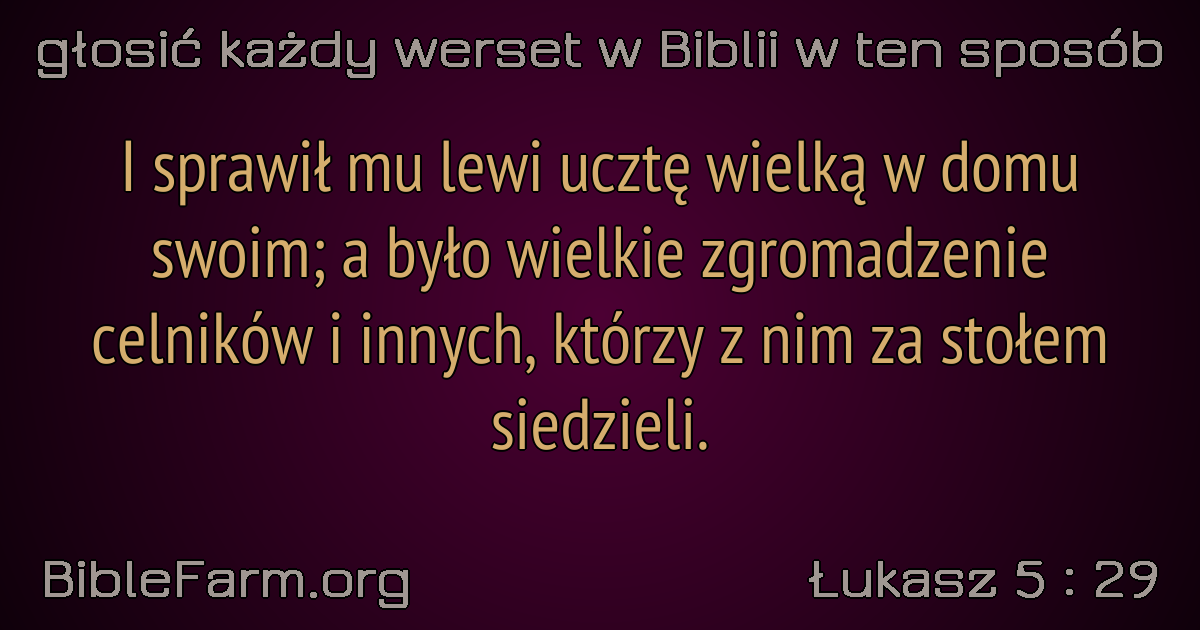 głosić każdy werset w Biblii w ten sposób
I sprawił mu lewi ucztę wielką w domu
swoim; a było wielkie zgromadzenie
celników i innych, którzy z nim za stołem
siedzieli.
BibleFarm.org
Łukasz 5 : 29